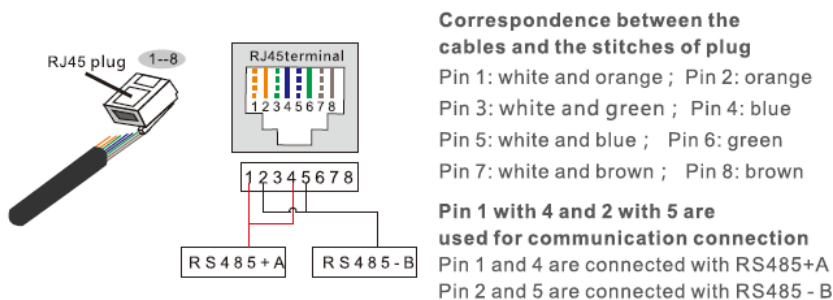 RJ45 plug
1--8
RJ45terminal
12345678
12345678
RS485+A
RS485-B
Correspondence between the
cables and the stitches of plug
Pin 1: white and orange ; Pin 2: orange
Pin 3: white and green ; Pin 4: blue
Pin 5: white and blue ; Pin 6: green
Pin 7: white and brown ; Pin 8: brown
Pin 1 with 4 and 2 with 5 are
used for communication connection
Pin 1 and 4 are connected with RS485+A
Pin 2 and 5 are connected with RS485 - B